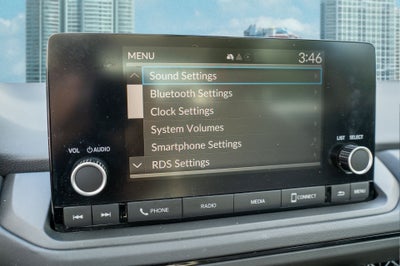 MENU 3:46
Sound Settings
Bluetooth Settings
Clock Settings
System Volumes
Smartphone Settings
RDS Settings
VOL AUDIO
LIST SELECT
PHONE RADIO MEDIA CONNECT MENU